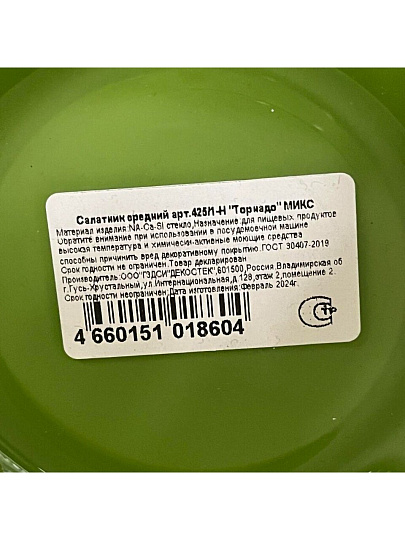 Салатник средний арт.425И-Н "Торнадо" МИКС
Материал изделия:NA-Ca-Si стекло,Назначение:для пищевых продуктов
Обратите внимание при использовании в посудомоечной машине
высокая температура и химически-активные моющие средства
способны причинить вред декоративному покрытию.ГОСТ 30407-2019
Срок годности не ограничен.Товар декларирован
Производитель:ООО"ГЗДСИ"ДЕКОСТЕК",601500,Россия,Владимирская об
г.Гусь-Хрустальный,ул.Интернациональная,д.128,этаж 2,помещение 2.
Срок годности неограничен.Дата изготовления:Февраль 2024г.
4 660151 018604